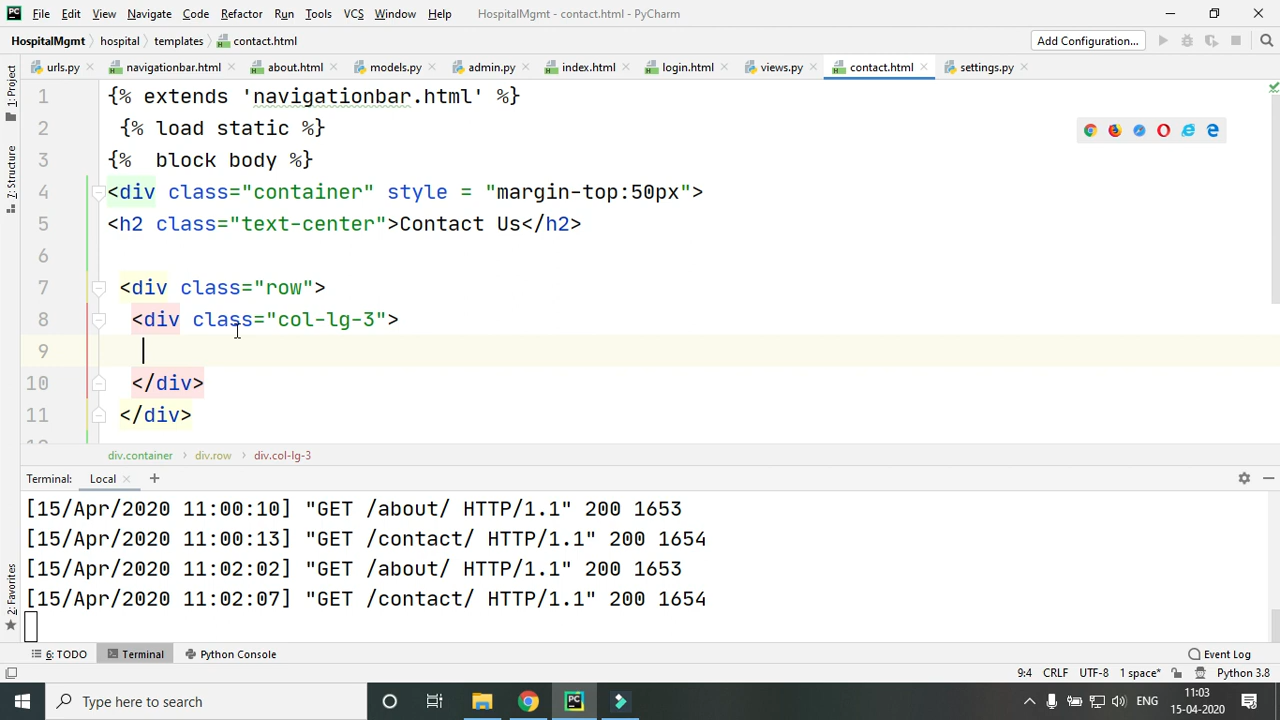 PC File Edit View Navigate Code Refactor Run Tools VCS Window Help HospitalMgmt - contact.html - PyCharm
HospitalMgmt hospital templates contact.html Add Configuration...
urls.py navigationbar.html about.html models.py admin.py index.html login.html views.py contact.html settings.py
1: Project
7: Structure
2: Favorites
1 {% extends 'navigationbar.html' %}
2 {% load static %}
3 {%  block body %}
4 <div class="container" style = "margin-top:50px">
5 <h2 class="text-center">Contact Us</h2>
6
7 <div class="row">
8 <div class="col-lg-3">
9
10 </div>
11 </div>
div.container div.row div.col-lg-3
Terminal: Local +
[15/Apr/2020 11:00:10] "GET /about/ HTTP/1.1" 200 1653
[15/Apr/2020 11:00:13] "GET /contact/ HTTP/1.1" 200 1654
[15/Apr/2020 11:02:02] "GET /about/ HTTP/1.1" 200 1653
[15/Apr/2020 11:02:07] "GET /contact/ HTTP/1.1" 200 1654
6: TODO Terminal Python Console Event Log
9:4 CRLF UTF-8 1 space* Python 3.8
Type here to search PC ENG 11:03
15-04-2020